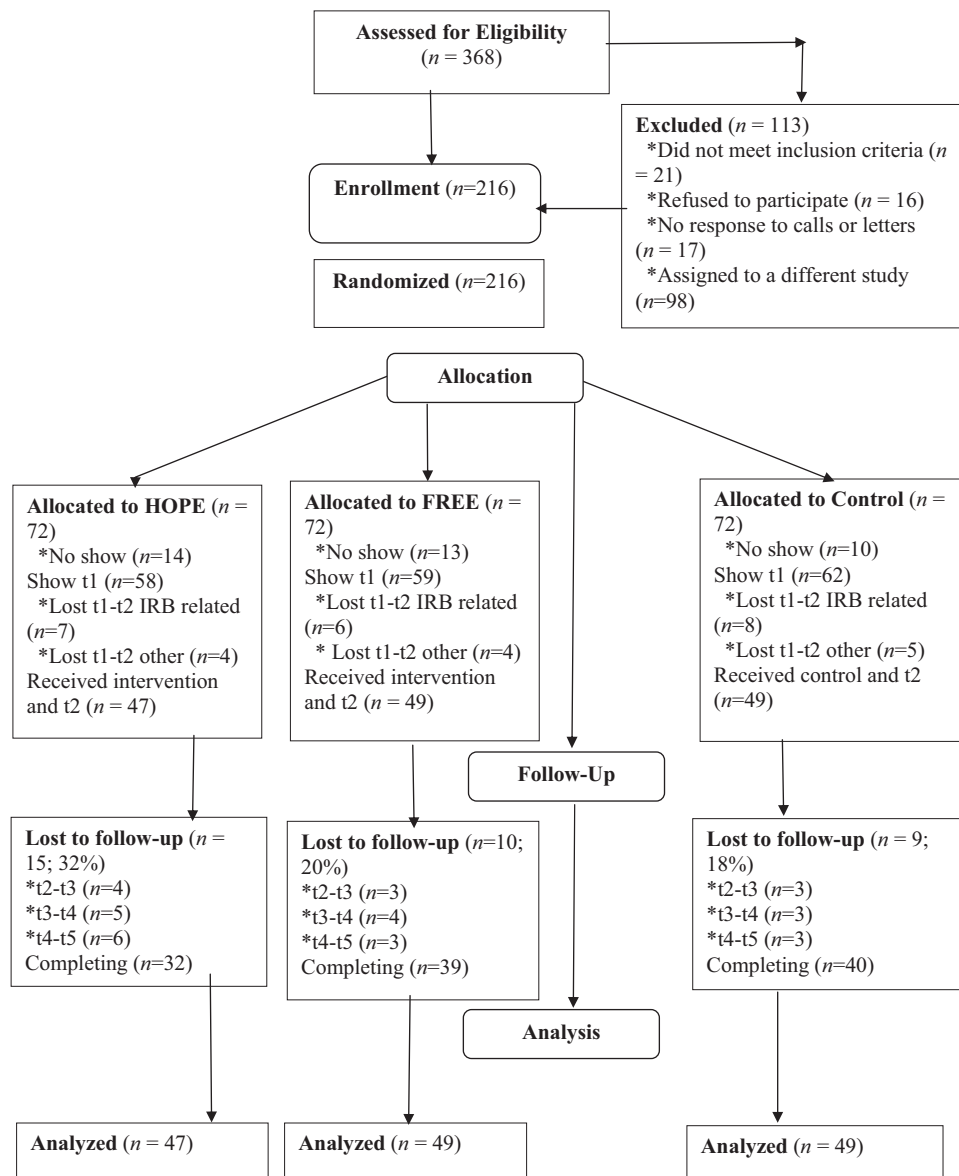 Assessed for Eligibility
(n = 368)
Excluded (n = 113)
*Did not meet inclusion criteria (n
= 21)
*Refused to participate (n = 16)
*No response to calls or letters
(n = 17)
*Assigned to a different study
(n=98)
Enrollment (n=216)
Randomized (n=216)
Allocation
Allocated to HOPE (n =
72)
*No show (n=14)
Show t1 (n=58)
*Lost t1-t2 IRB related
(n=7)
*Lost t1-t2 other (n=4)
Received intervention
and t2 (n = 47)
Allocated to FREE (n =
72)
*No show (n=13)
Show t1 (n=59)
*Lost t1-t2 IRB related
(n=6)
* Lost t1-t2 other (n=4)
Received intervention
and t2 (n = 49)
Allocated to Control (n =
72)
*No show (n=10)
Show t1 (n=62)
*Lost t1-t2 IRB related
(n=8)
*Lost t1-t2 other (n=5)
Received control and t2
(n=49)
Follow-Up
Lost to follow-up (n =
15; 32%)
*t2-t3 (n=4)
*t3-t4 (n=5)
*t4-t5 (n=6)
Completing (n=32)
Lost to follow-up (n=10;
20%)
*t2-t3 (n=3)
*t3-t4 (n=4)
*t4-t5 (n=3)
Completing (n=39)
Lost to follow-up (n = 9;
18%)
*t2-t3 (n=3)
*t3-t4 (n=3)
*t4-t5 (n=3)
Completing (n=40)
Analysis
Analyzed (n = 47)
Analyzed (n = 49)
Analyzed (n = 49)